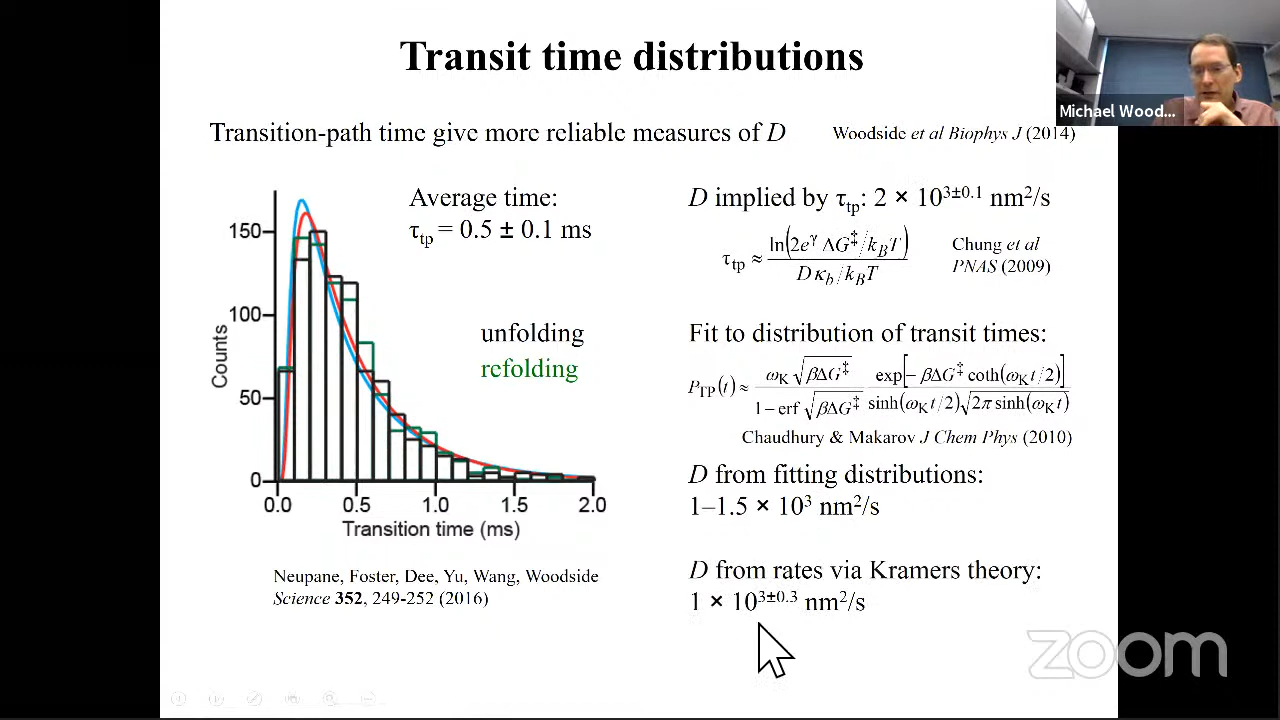 Transit time distributions
Michael Wood...
Transition-path time give more reliable measures of D
Woodside et al Biophys J (2014)
Average time:
τtp = 0.5 ± 0.1 ms
150
100
50
0
Counts
0.0 0.5 1.0 1.5 2.0
Transition time (ms)
unfolding
refolding
Neupane, Foster, Dee, Yu, Wang, Woodside
Science 352, 249-252 (2016)
D implied by τtp: 2 × 10^3±0.1 nm²/s
τtp ≈ ln(2e^γ ΔG‡/kBT) / Dκb/kBT
Chung et al
PNAS (2009)
Fit to distribution of transit times:
PTP(t) ≈ ωK√βΔG‡ / 1−erf√βΔG‡ exp[−βΔG‡coth(ωKt/2)] / sinh(ωKt/2)√2π sinh(ωKt)
Chaudhury & Makarov J Chem Phys (2010)
D from fitting distributions:
1–1.5 × 10³ nm²/s
D from rates via Kramers theory:
1 × 10^3±0.3 nm²/s
zoom